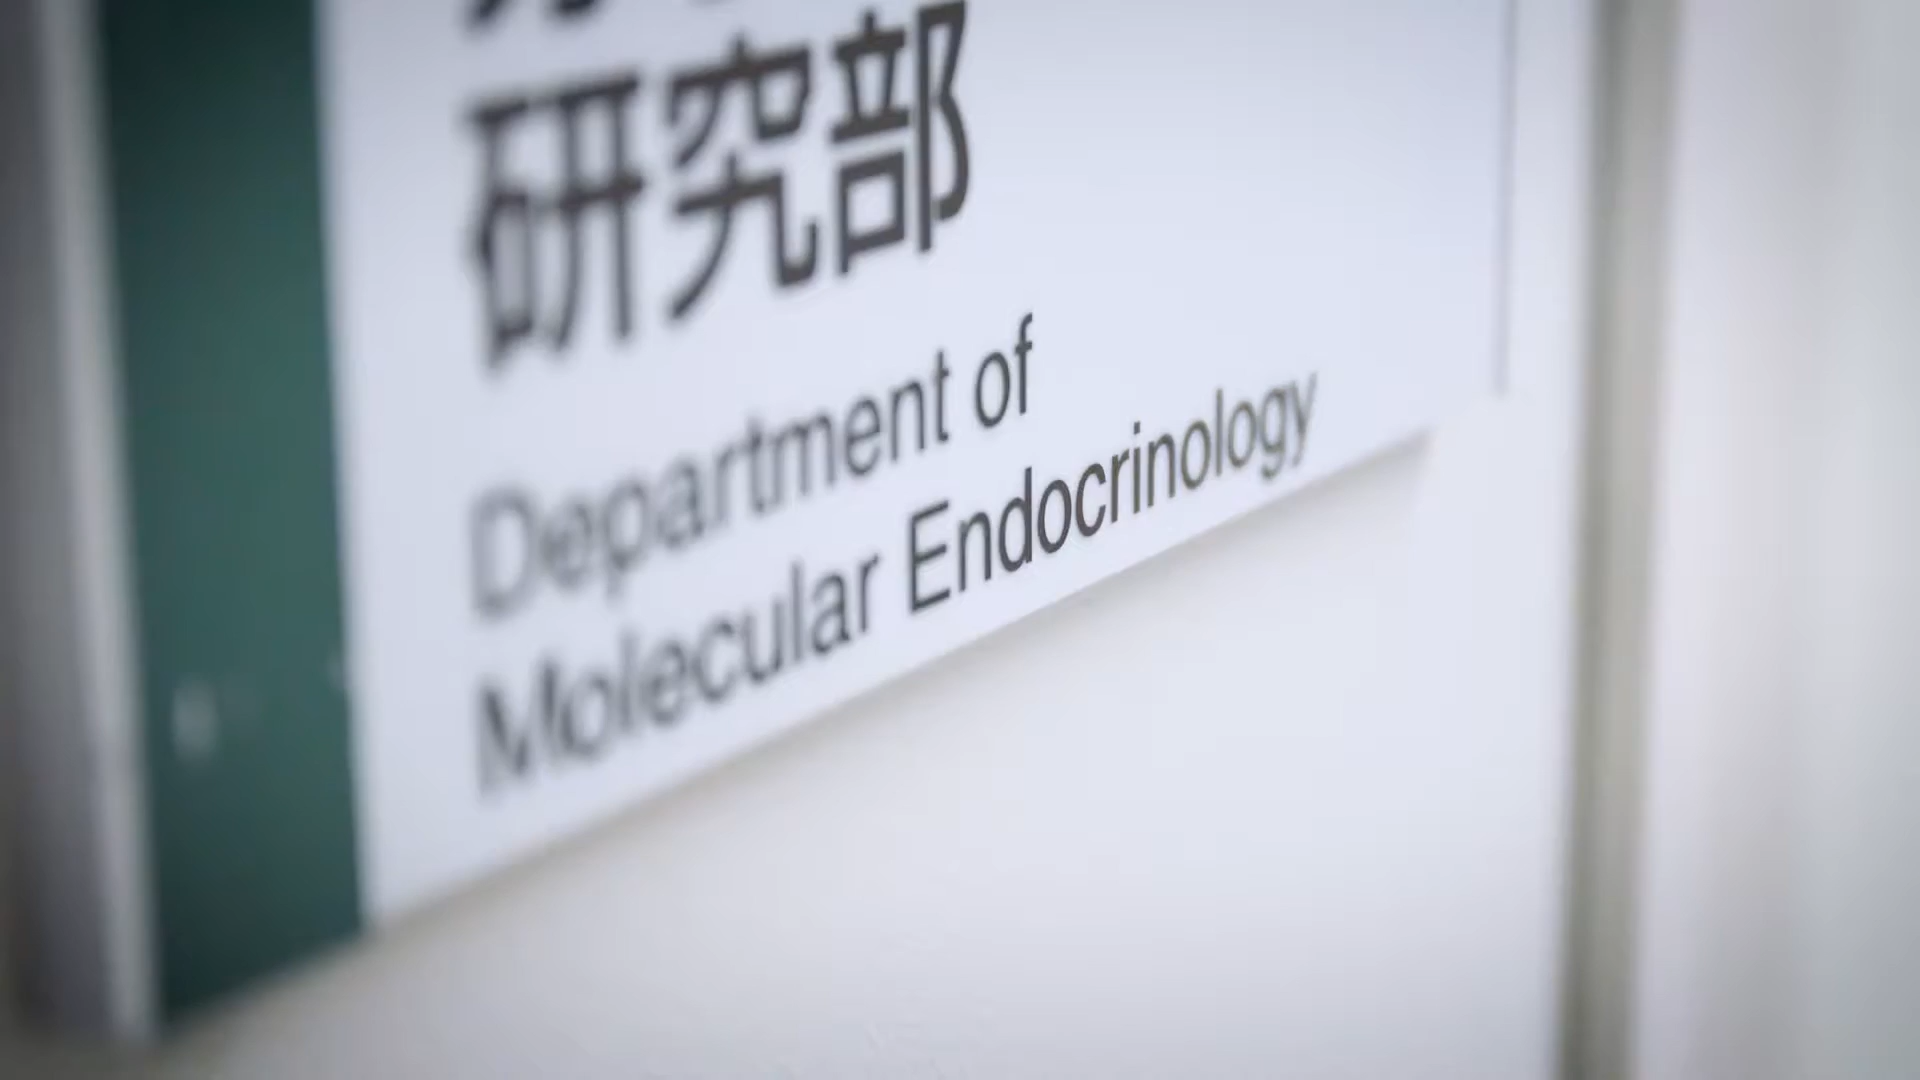 研究部
Department of
Molecular Endocrinology